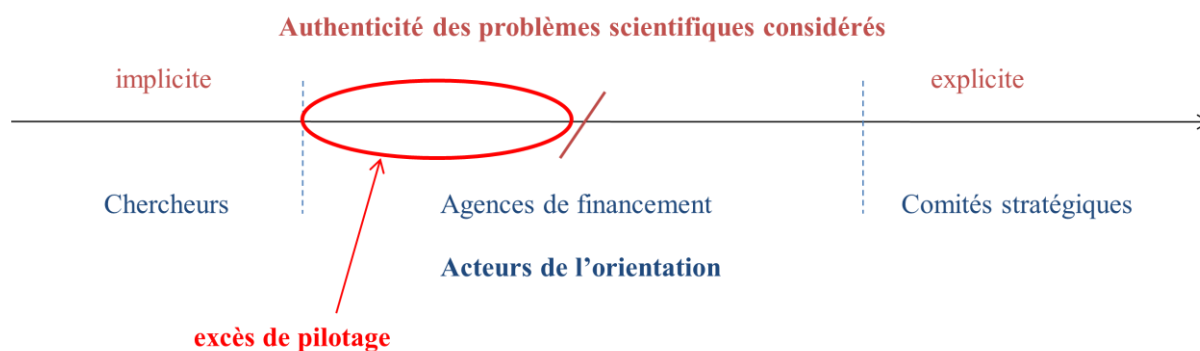 Authenticité des problèmes scientifiques considérés
implicite
explicite
Chercheurs
Agences de financement
Comités stratégiques
Acteurs de l’orientation
excès de pilotage